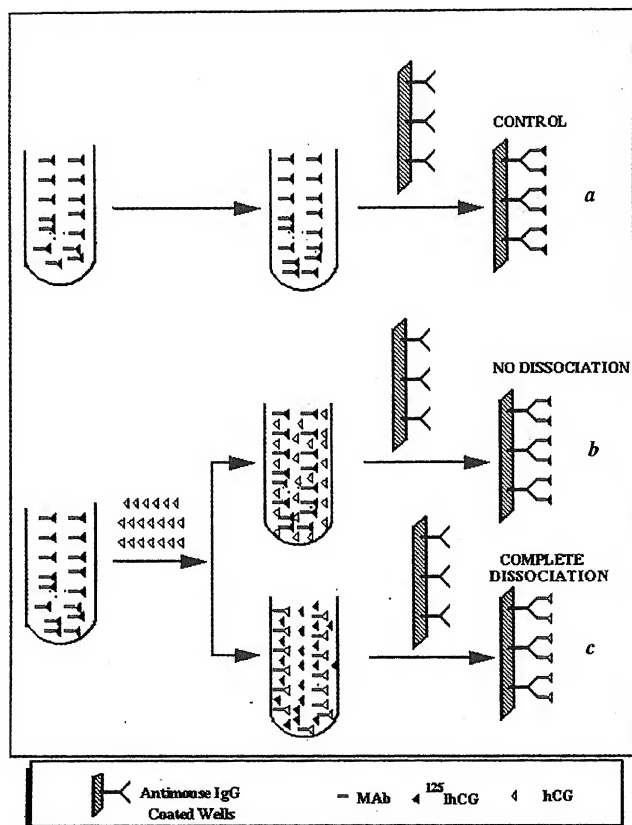 CONTROL
a
NO DISSOCIATION
b
COMPLETE
DISSOCIATION
c
Antimouse IgG
Coated Wells
MAb
125
IhCG
hCG